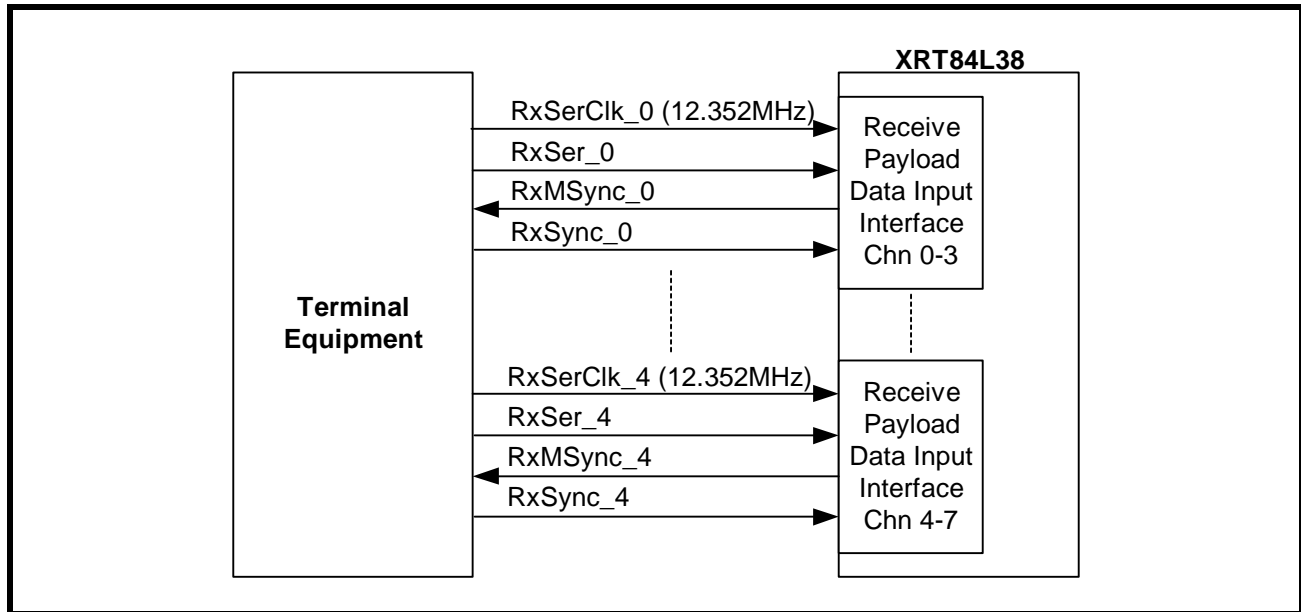 XRT84L38
RxSerClk_0 (12.352MHz)
RxSer_0
RxMSync_0
RxSync_0
Receive
Payload
Data Input
Interface
Chn 0-3
Terminal
Equipment
RxSerClk_4 (12.352MHz)
RxSer_4
RxMSync_4
RxSync_4
Receive
Payload
Data Input
Interface
Chn 4-7